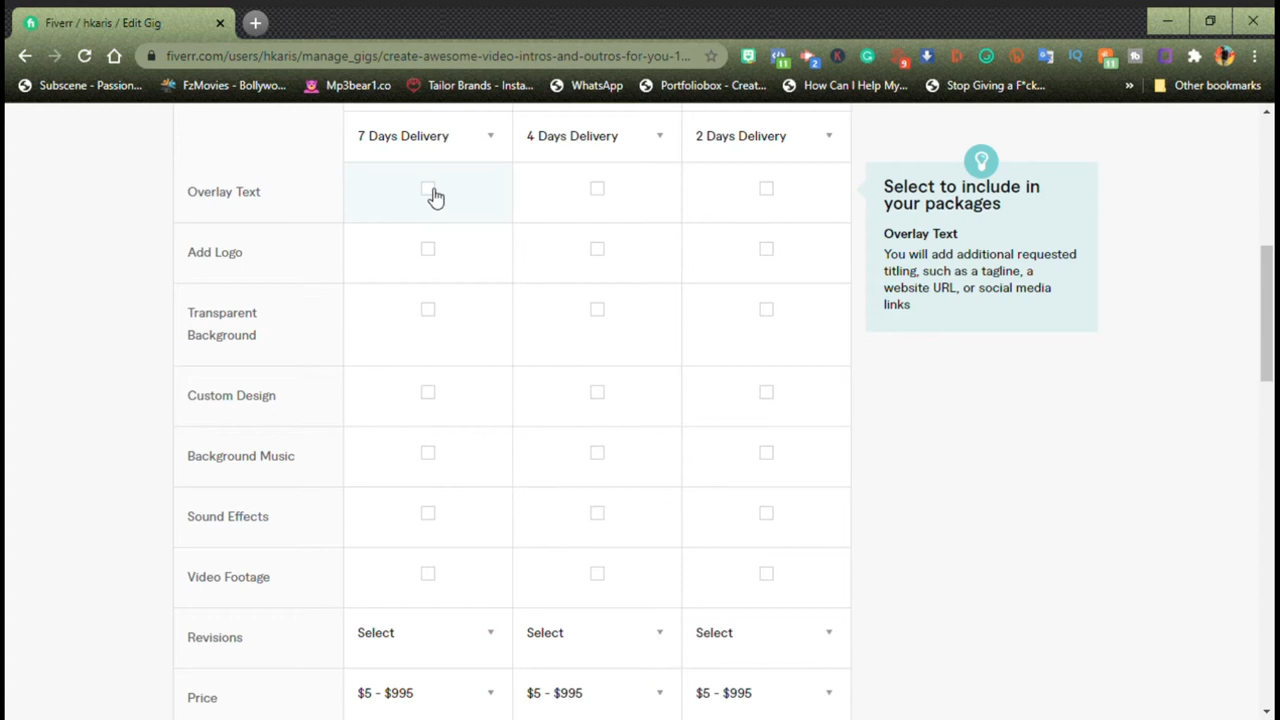 Fiverr / hkaris / Edit Gig
fiverr.com/users/hkaris/manage_gigs/create-awesome-video-intros-and-outros-for-you-1...
11
2
9
11
Subscene - Passion...
FzMovies - Bollywo...
Mp3bear1.co
Tailor Brands - Insta...
WhatsApp
Portfoliobox - Creat...
How Can I Help My...
Stop Giving a F*ck...
»
Other bookmarks
7 Days Delivery 4 Days Delivery 2 Days Delivery
Overlay Text
Add Logo
Transparent
Background
Custom Design
Background Music
Sound Effects
Video Footage
Revisions Select Select Select
Price $5 - $995 $5 - $995 $5 - $995
Select to include in
your packages
Overlay Text
You will add additional requested
titling, such as a tagline, a
website URL, or social media
links